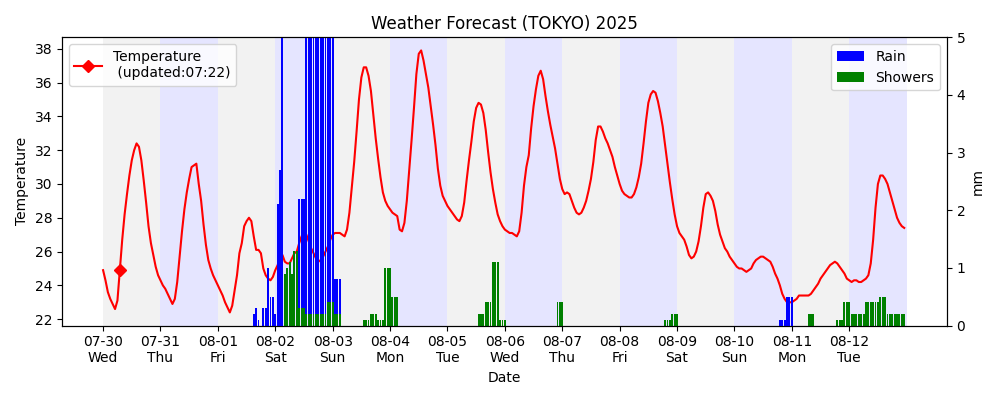 Weather Forecast (TOKYO) 2025
Temperature
(updated:07:22)
Rain
Showers
38
36
34
32
30
28
26
24
22
Temperature
5
4
3
2
1
0
mm
07-30 07-31 08-01 08-02 08-03 08-04 08-05 08-06 08-07 08-08 08-09 08-10 08-11 08-12
Wed Thu Fri Sat Sun Mon Tue Wed Thu Fri Sat Sun Mon Tue
Date